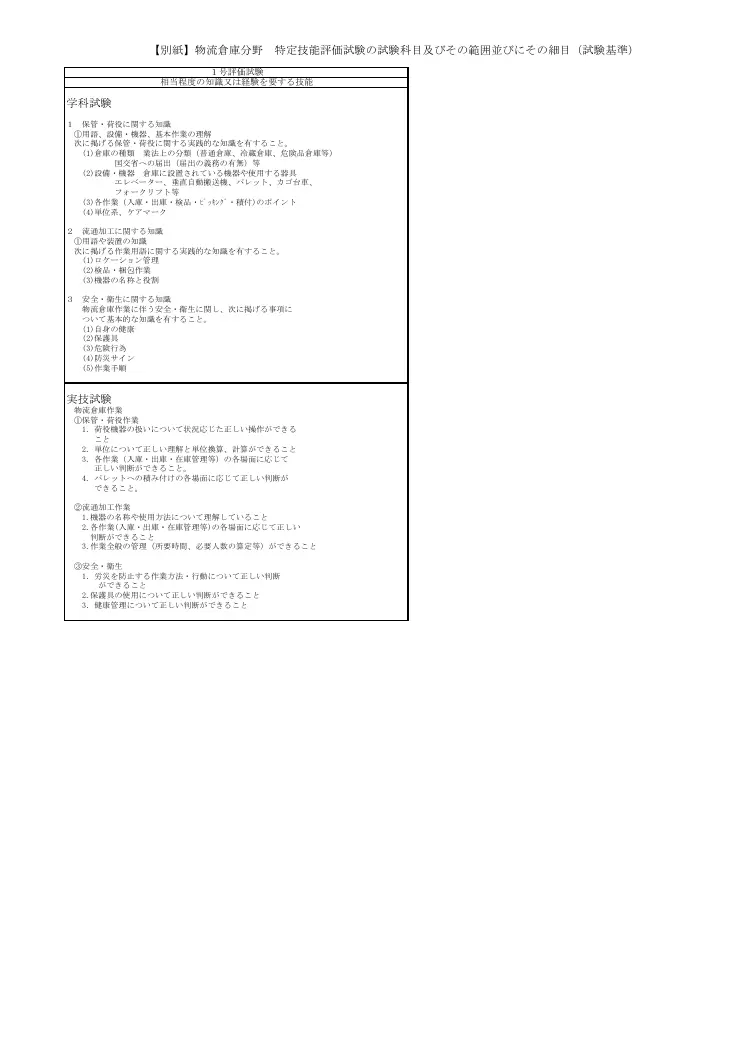 【別紙】物流倉庫分野　特定技能評価試験の試験科目及びその範囲並びにその細目（試験基準）
１号評価試験
相当程度の知識又は経験を要する技能
学科試験
１　保管・荷役に関する知識
①用語、設備・機器、基本作業の理解
次に掲げる保管・荷役に関する実践的な知識を有すること。
(1)倉庫の種類　業法上の分類（普通倉庫、冷蔵倉庫、危険品倉庫等）
国交省への届出（届出の義務の有無）等
(2)設備・機器　倉庫に設置されている機器や使用する器具
エレベーター、垂直自動搬送機、パレット、カゴ台車、
フォークリフト等
(3)各作業（入庫・出庫・検品・ﾋﾟｯｷﾝｸﾞ・積付)のポイント
(4)単位系、ケアマーク
２　流通加工に関する知識
①用語や装置の知識
次に掲げる作業用語に関する実践的な知識を有すること。
(1)ロケーション管理
(2)検品・梱包作業
(3)機器の名称と役割
３　安全・衛生に関する知識
物流倉庫作業に伴う安全・衛生に関し、次に掲げる事項に
ついて基本的な知識を有すること。
(1)自身の健康
(2)保護具
(3)危険行為
(4)防災サイン
(5)作業手順
実技試験
物流倉庫作業
①保管・荷役作業
1. 荷役機器の扱いについて状況応じた正しい操作ができる
こと
2. 単位について正しい理解と単位換算、計算ができること
3. 各作業（入庫・出庫・在庫管理等）の各場面に応じて
正しい判断ができること。
4. パレットへの積み付けの各場面に応じて正しい判断が
できること。
②流通加工作業
1.機器の名称や使用方法について理解していること
2.各作業(入庫・出庫・在庫管理等)の各場面に応じて正しい
判断ができること
3.作業全般の管理（所要時間、必要人数の算定等）ができること
③安全・衛生
1. 労災を防止する作業方法・行動について正しい判断
ができること
2.保護具の使用について正しい判断ができること
3. 健康管理について正しい判断ができること